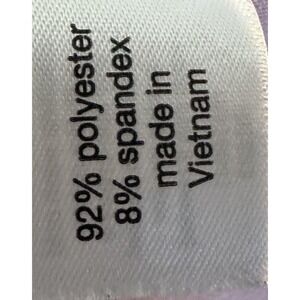 92% polyester
8% spandex
made in
Vietnam